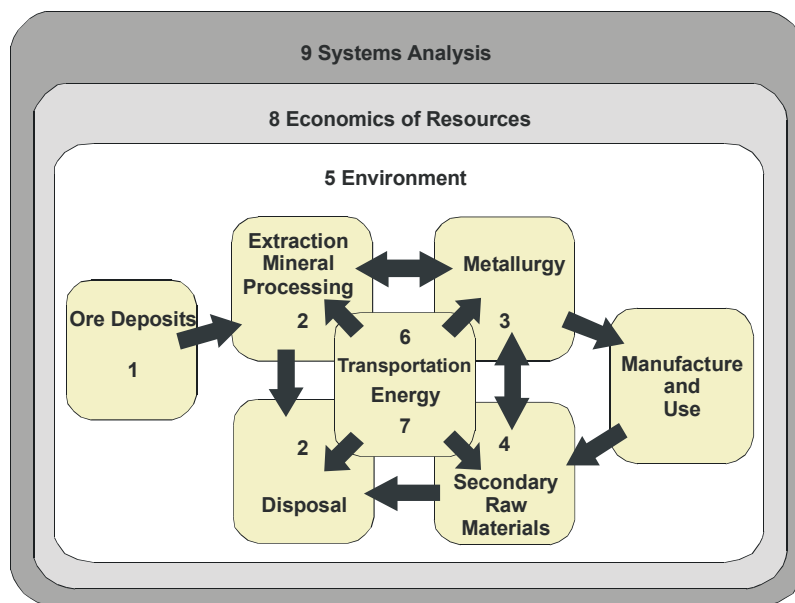 9 Systems Analysis
8 Economics of Resources
5 Environment
Extraction
Mineral
Processing
2
Metallurgy
3
Ore Deposits
1
6
Transportation
Energy
7
Manufacture
and
Use
2
Disposal
4
Secondary
Raw
Materials